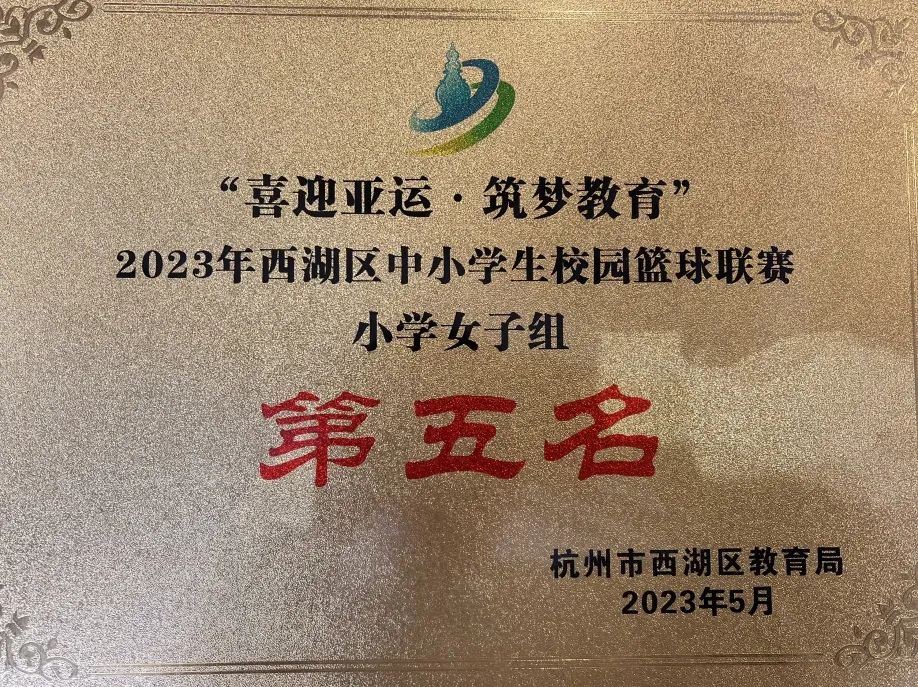 “喜迎亚运·筑梦教育”
2023年西湖区中小学生校园篮球联赛
小学女子组
第五名
杭州市西湖区教育局
2023年5月